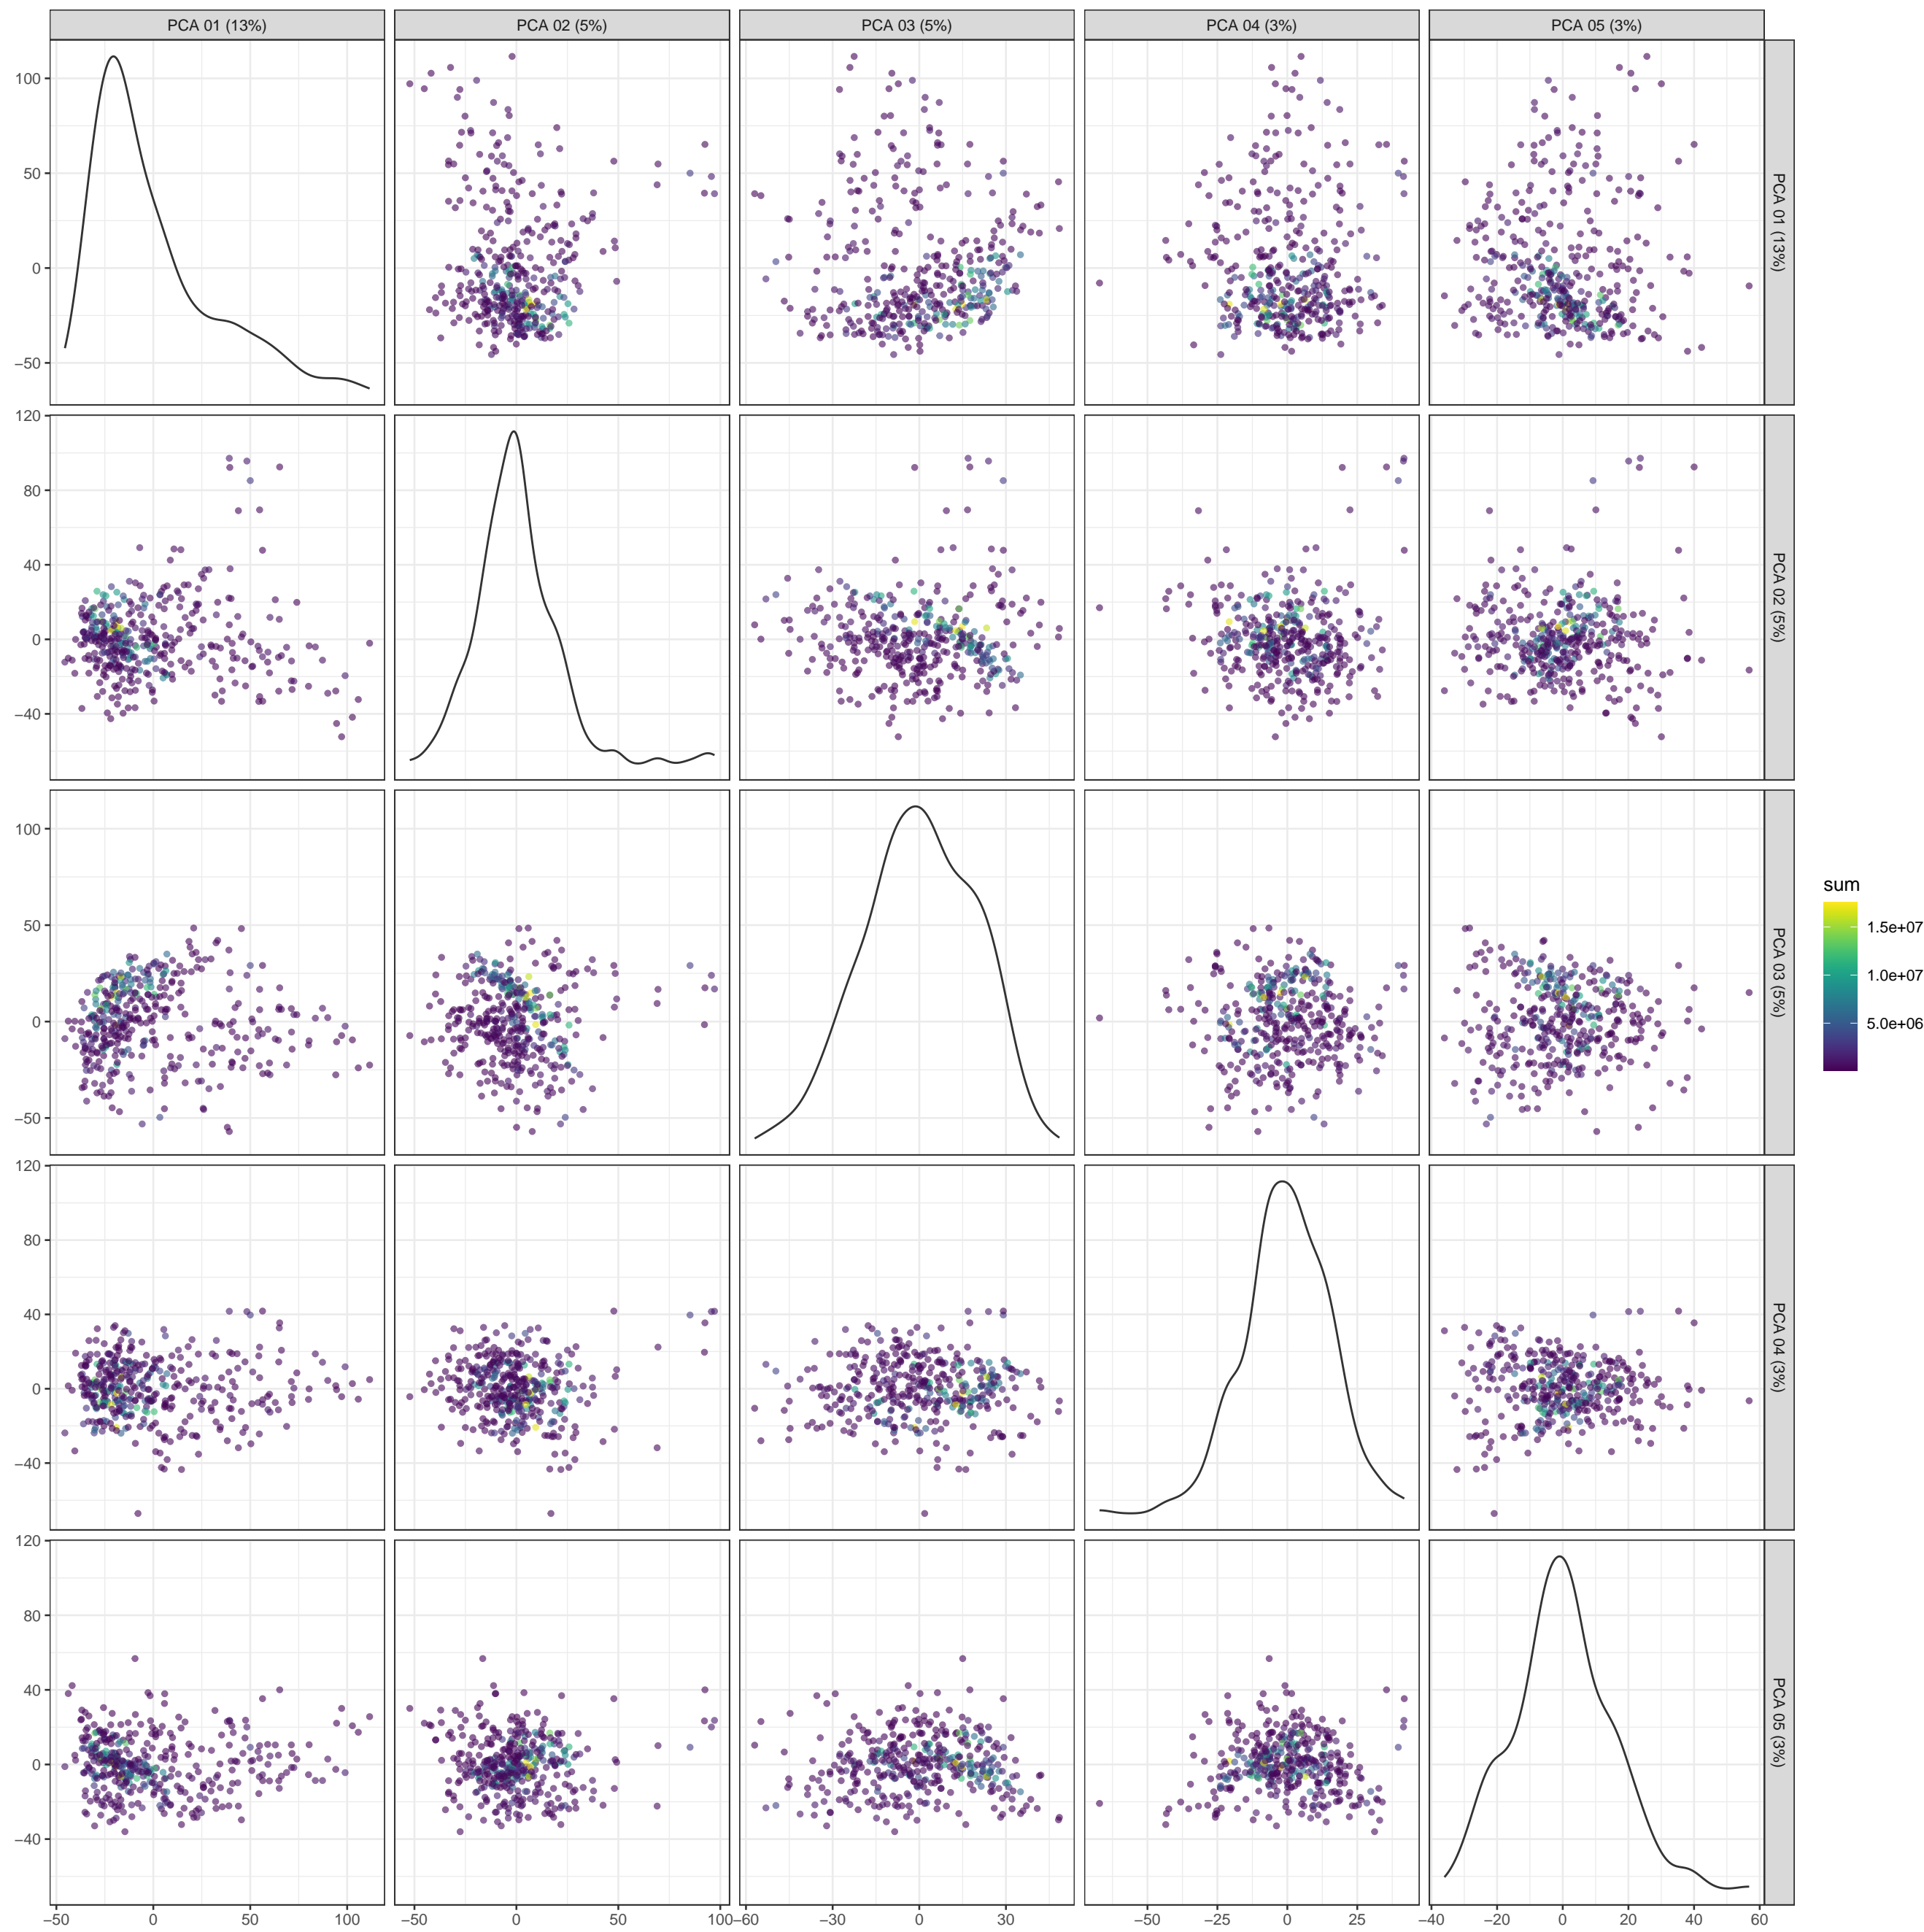 PCA 01 (13%)
PCA 02 (5%)
PCA 03 (5%)
PCA 04 (3%)
PCA 05 (3%)
100
50
0
−50
PCA 01 (13%)
120
80
40
0
−40
PCA 02 (5%)
100
50
0
−50
PCA 03 (5%)
sum
1.5e+07
1.0e+07
5.0e+06
120
80
40
0
−40
PCA 04 (3%)
120
80
40
0
−40
PCA 05 (3%)
−50 0 50 100
−50 0 50 100
−60 −30 0 30
−50 −25 0 25
−40 −20 0 20 40 60